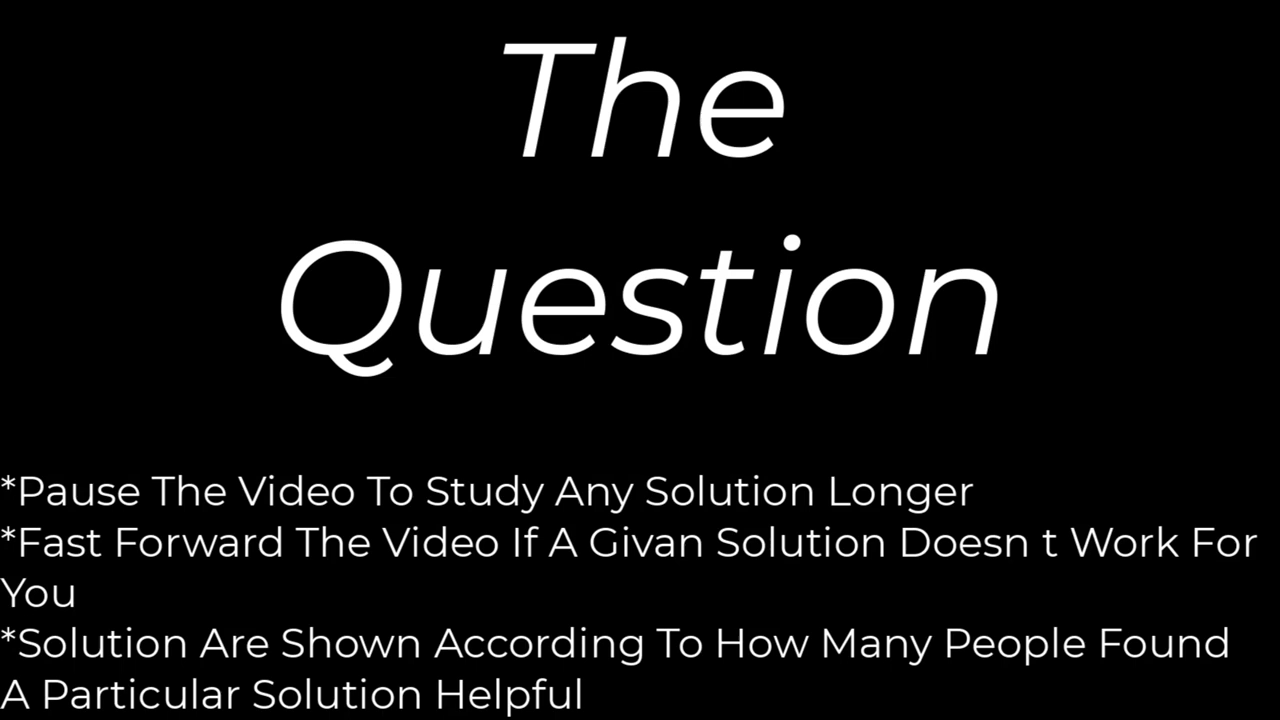 The
Question
*Pause The Video To Study Any Solution Longer
*Fast Forward The Video If A Givan Solution Doesn t Work For
You
*Solution Are Shown According To How Many People Found
A Particular Solution Helpful